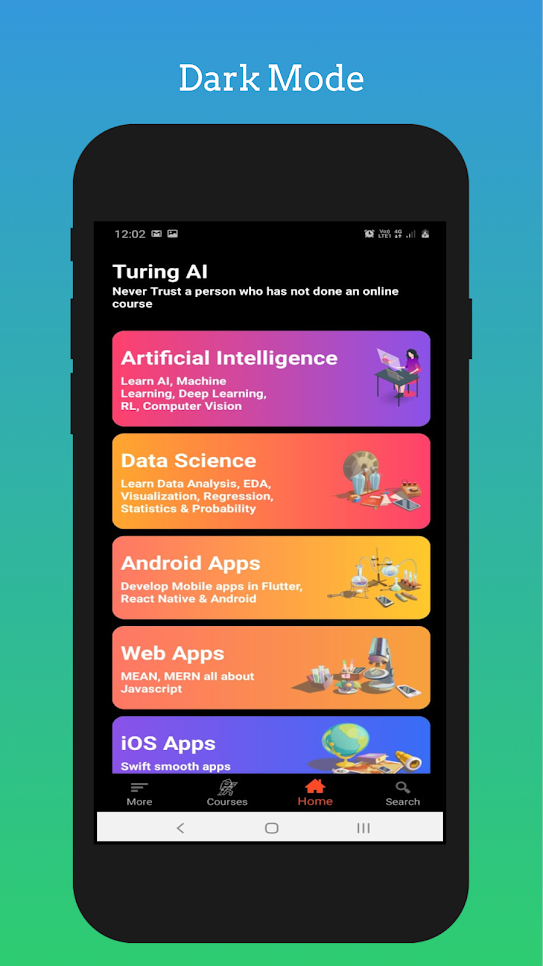 Dark Mode
12:02
Vo)) 4G
LTE1
Turing AI
Never Trust a person who has not done an online
course
Artificial Intelligence
Learn AI, Machine
Learning, Deep Learning,
RL, Computer Vision
Data Science
Learn Data Analysis, EDA,
Visualization, Regression,
Statistics & Probability
Android Apps
Develop Mobile apps in Flutter,
React Native & Android
Web Apps
MEAN, MERN all about
Javascript
iOS Apps
Swift smooth apps
More Courses Home Search